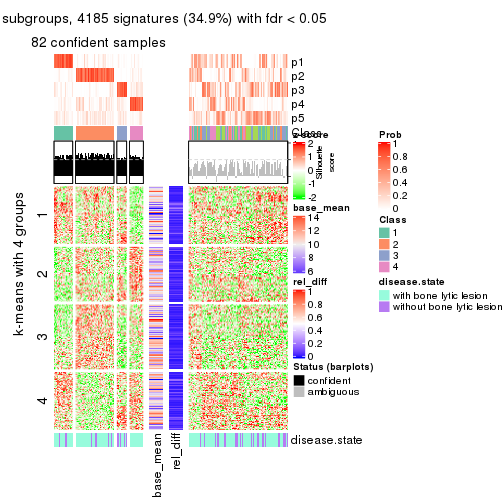 subgroups, 4185 signatures (34.9%) with fdr < 0.05
82 confident samples
p1
p2
p3
p4
p5
Class
z-score
2
1
0
-1
-2
Silhouette
score
Prob
1
0.8
0.6
0.4
0.2
0
base_mean
14
12
10
8
6
Class
1
2
3
4
rel_diff
1
0.8
0.6
0.4
0.2
0
disease.state
with bone lytic lesion
without bone lytic lesion
Status (barplots)
confident
ambiguous
k-means with 4 groups
1
2
3
4
disease.state
base_mean
rel_diff